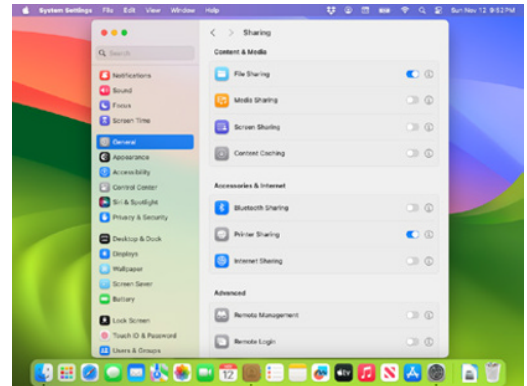 System Settings File Edit View Window Help Sun Nov 12 9:52 PM
Sharing
Search
Content & Media
Notifications
Sound
Focus
Screen Time
General
Appearance
Accessibility
Control Center
Siri & Spotlight
Privacy & Security
Desktop & Dock
Displays
Wallpaper
Screen Saver
Battery
Lock Screen
Touch ID & Password
Users & Groups
File Sharing
Media Sharing
Screen Sharing
Content Caching
Accessories & Internet
Bluetooth Sharing
Printer Sharing
Internet Sharing
Advanced
Remote Management
Remote Login
12
tv